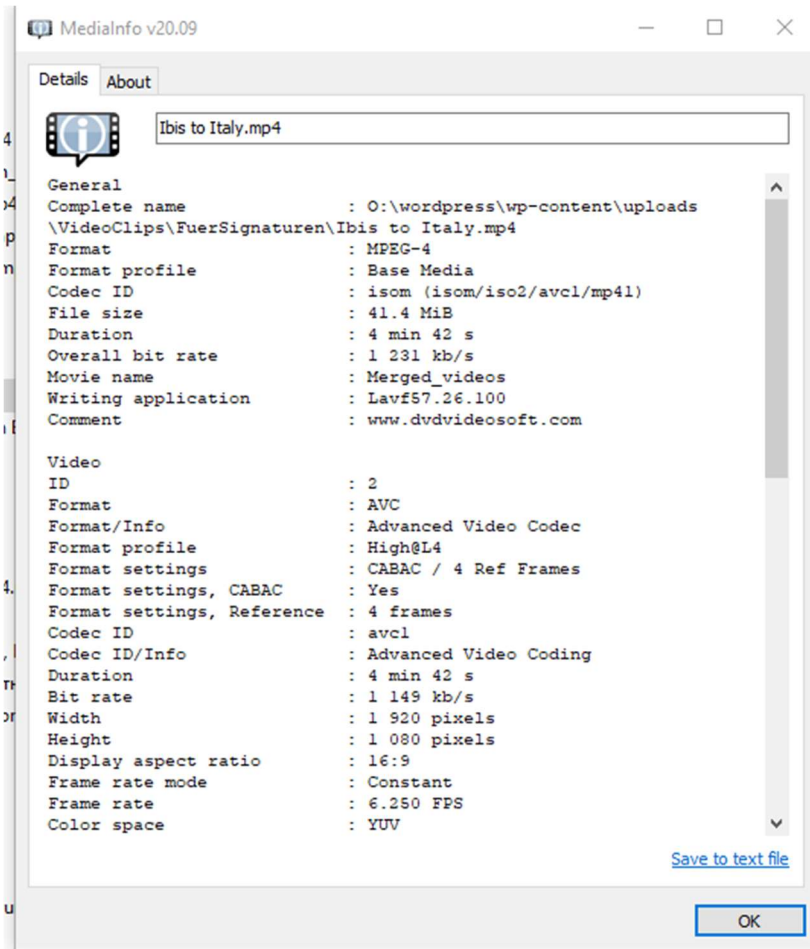 MediaInfo v20.09
Details About
Ibis to Italy.mp4
General
Complete name : O:\wordpress\wp-content\uploads
\VideoClips\FuerSignaturen\Ibis to Italy.mp4
Format : MPEG-4
Format profile : Base Media
Codec ID : isom (isom/iso2/avc1/mp41)
File size : 41.4 MiB
Duration : 4 min 42 s
Overall bit rate : 1 231 kb/s
Movie name : Merged_videos
Writing application : Lavf57.26.100
Comment : www.dvdvideosoft.com
Video
ID : 2
Format : AVC
Format/Info : Advanced Video Codec
Format profile : High@L4
Format settings : CABAC / 4 Ref Frames
Format settings, CABAC : Yes
Format settings, Reference : 4 frames
Codec ID : avc1
Codec ID/Info : Advanced Video Coding
Duration : 4 min 42 s
Bit rate : 1 149 kb/s
Width : 1 920 pixels
Height : 1 080 pixels
Display aspect ratio : 16:9
Frame rate mode : Constant
Frame rate : 6.250 FPS
Color space : YUV
Save to text file
OK